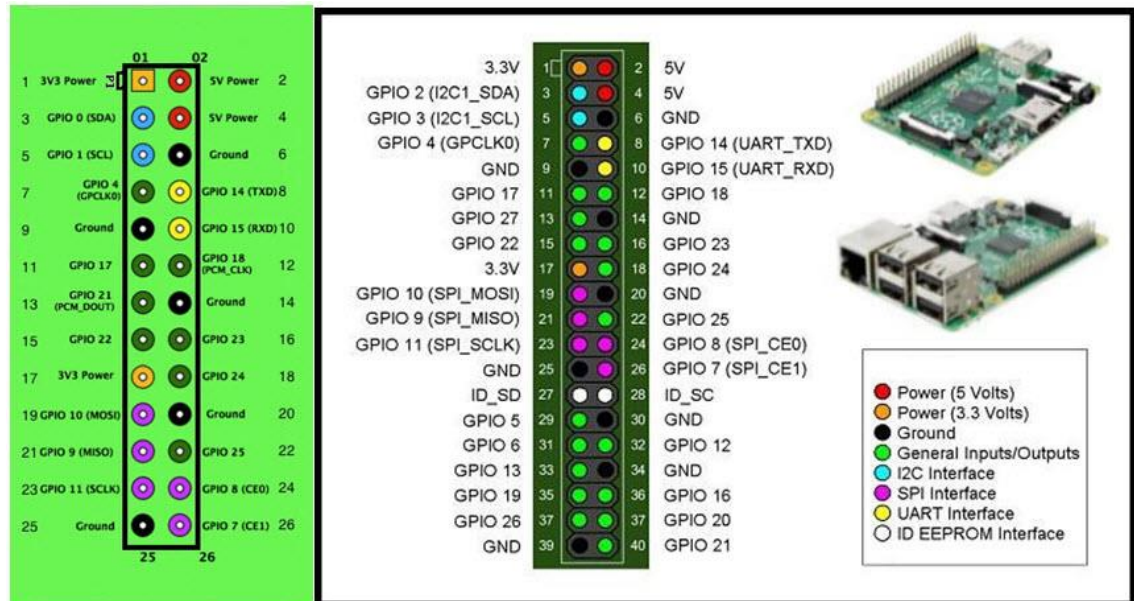 01 02
1 3V3 Power P1 5V Power 2
3 GPIO 0 (SDA) 5V Power 4
5 GPIO 1 (SCL) Ground 6
7 GPIO 4 (GPCLK0) GPIO 14 (TXD) 8
9 Ground GPIO 15 (RXD) 10
11 GPIO 17 GPIO 18 (PCM_CLK) 12
13 GPIO 21 (PCM_DOUT) Ground 14
15 GPIO 22 GPIO 23 16
17 3V3 Power GPIO 24 18
19 GPIO 10 (MOSI) Ground 20
21 GPIO 9 (MISO) GPIO 25 22
23 GPIO 11 (SCLK) GPIO 8 (CE0) 24
25 Ground GPIO 7 (CE1) 26
25 26
3.3V 1 2 5V
GPIO 2 (I2C1_SDA) 3 4 5V
GPIO 3 (I2C1_SCL) 5 6 GND
GPIO 4 (GPCLK0) 7 8 GPIO 14 (UART_TXD)
GND 9 10 GPIO 15 (UART_RXD)
GPIO 17 11 12 GPIO 18
GPIO 27 13 14 GND
GPIO 22 15 16 GPIO 23
3.3V 17 18 GPIO 24
GPIO 10 (SPI_MOSI) 19 20 GND
GPIO 9 (SPI_MISO) 21 22 GPIO 25
GPIO 11 (SPI_SCLK) 23 24 GPIO 8 (SPI_CE0)
GND 25 26 GPIO 7 (SPI_CE1)
ID_SD 27 28 ID_SC
GPIO 5 29 30 GND
GPIO 6 31 32 GPIO 12
GPIO 13 33 34 GND
GPIO 19 35 36 GPIO 16
GPIO 26 37 37 GPIO 20
GND 39 40 GPIO 21
Power (5 Volts)
Power (3.3 Volts)
Ground
General Inputs/Outputs
I2C Interface
SPI Interface
UART Interface
ID EEPROM Interface